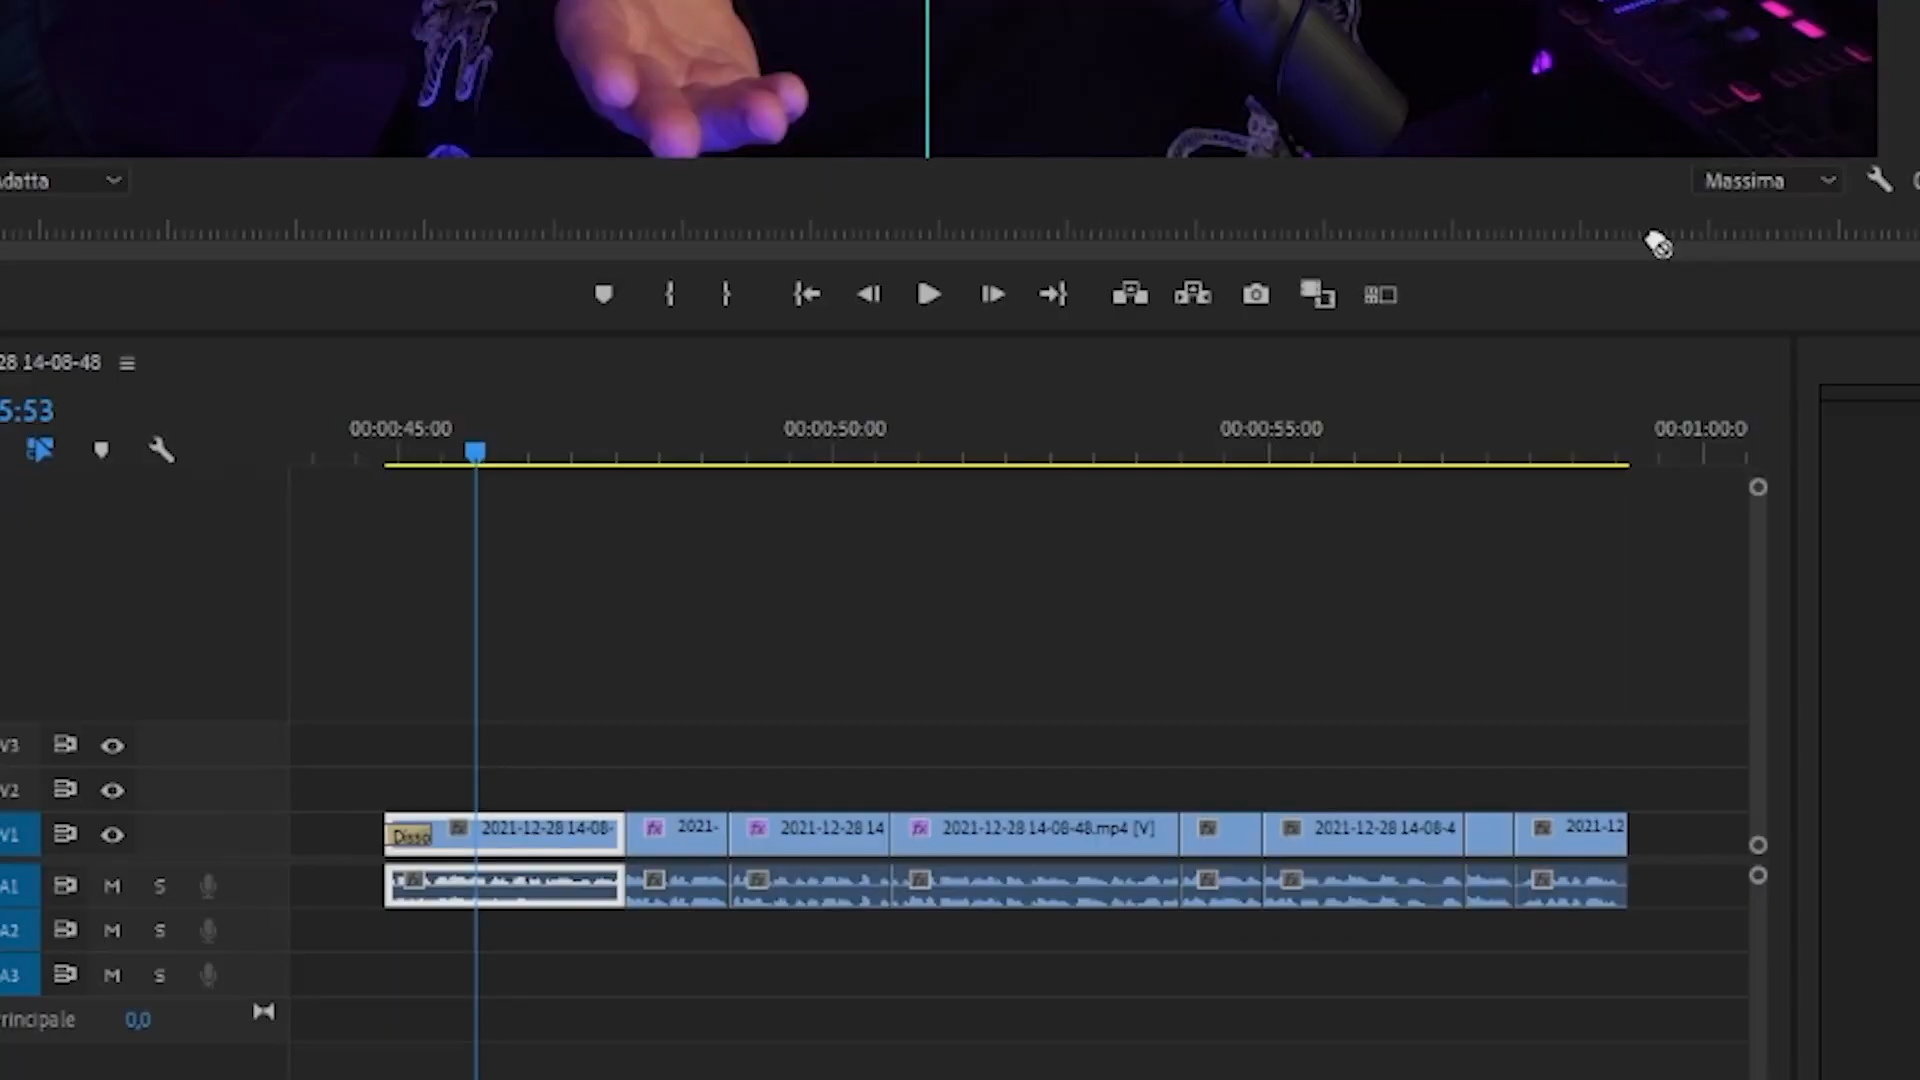 Adatta
Massima
28 14-08-48
5:53
00:00:45:00
00:00:50:00
00:00:55:00
00:01:00:0
V3
V2
V1
Disso
2021-12-28 14-08-
2021-
2021-12-28 14
2021-12-28 14-08-48.mp4 [V]
2021-12-28 14-08-4
2021-12
A1 M S
A2 M S
A3 M S
rincipale 0,0